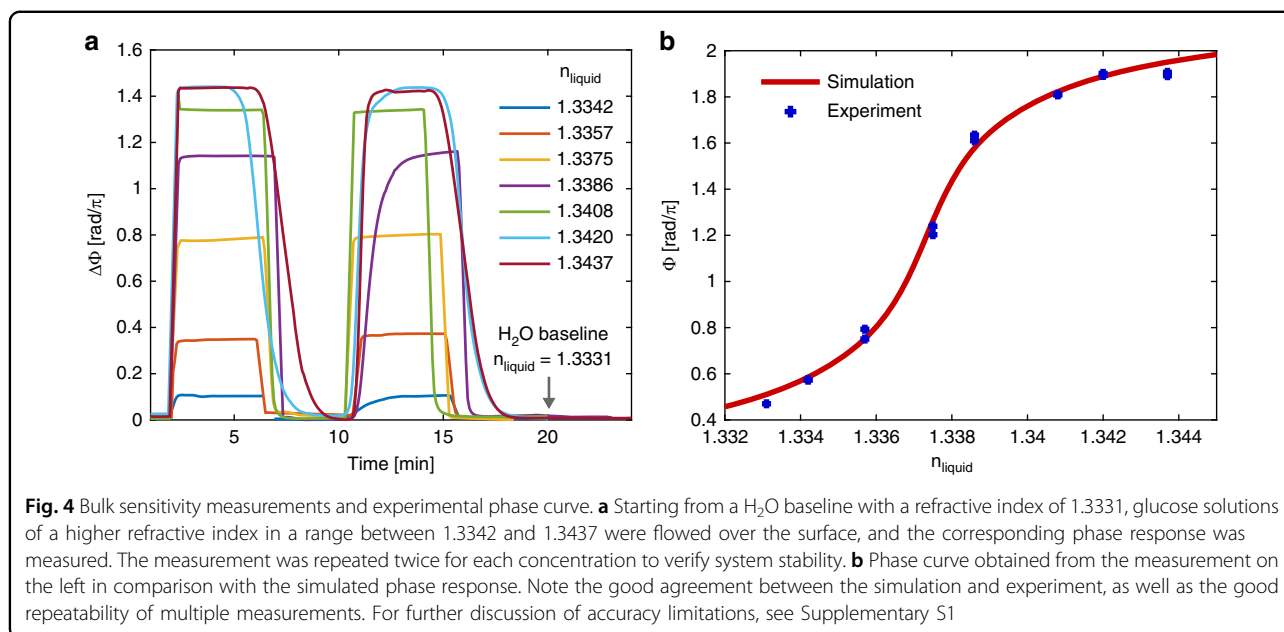 a
1.6
1.4
1.2
1
0.8
0.6
0.4
0.2
0
ΔΦ [rad/π]
5
10
15
20
Time [min]
n_liquid
1.3342
1.3357
1.3375
1.3386
1.3408
1.3420
1.3437
H₂O baseline
n_liquid = 1.3331
b
2
1.8
1.6
1.4
1.2
1
0.8
0.6
0.4
Φ [rad/π]
1.332
1.334
1.336
1.338
1.34
1.342
1.344
n_liquid
Simulation
Experiment
Fig. 4 Bulk sensitivity measurements and experimental phase curve. a Starting from a H₂O baseline with a refractive index of 1.3331, glucose solutions
of a higher refractive index in a range between 1.3342 and 1.3437 were flowed over the surface, and the corresponding phase response was
measured. The measurement was repeated twice for each concentration to verify system stability. b Phase curve obtained from the measurement on
the left in comparison with the simulated phase response. Note the good agreement between the simulation and experiment, as well as the good
repeatability of multiple measurements. For further discussion of accuracy limitations, see Supplementary S1